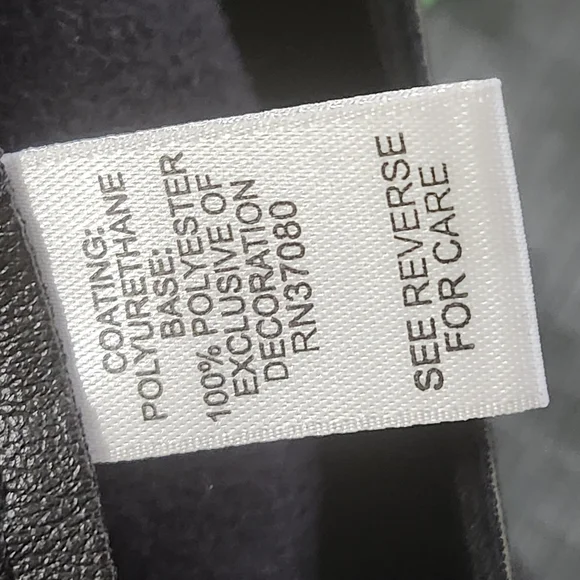 COATING:
POLYURETHANE
BASE:
100% POLYESTER
EXCLUSIVE OF
DECORATION
RN37080
SEE REVERSE
FOR CARE